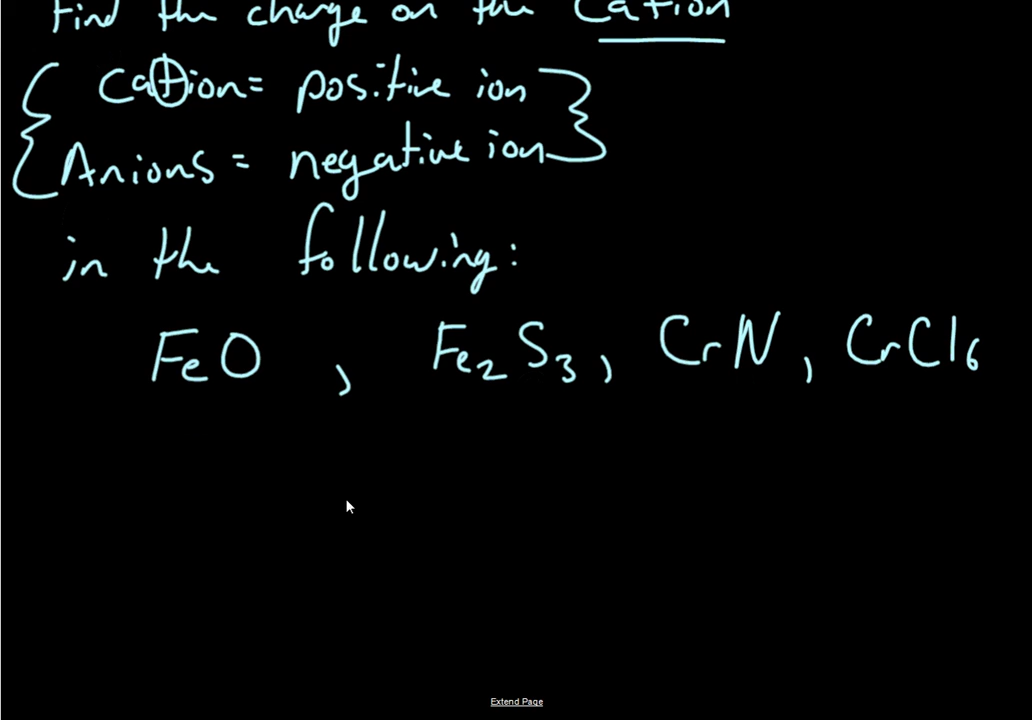 Find the charge on the Cation
Cation = positive ion
Anions = negative ion
in the following:
FeO , Fe₂S₃, CrN, CrCl₆
Extend Page